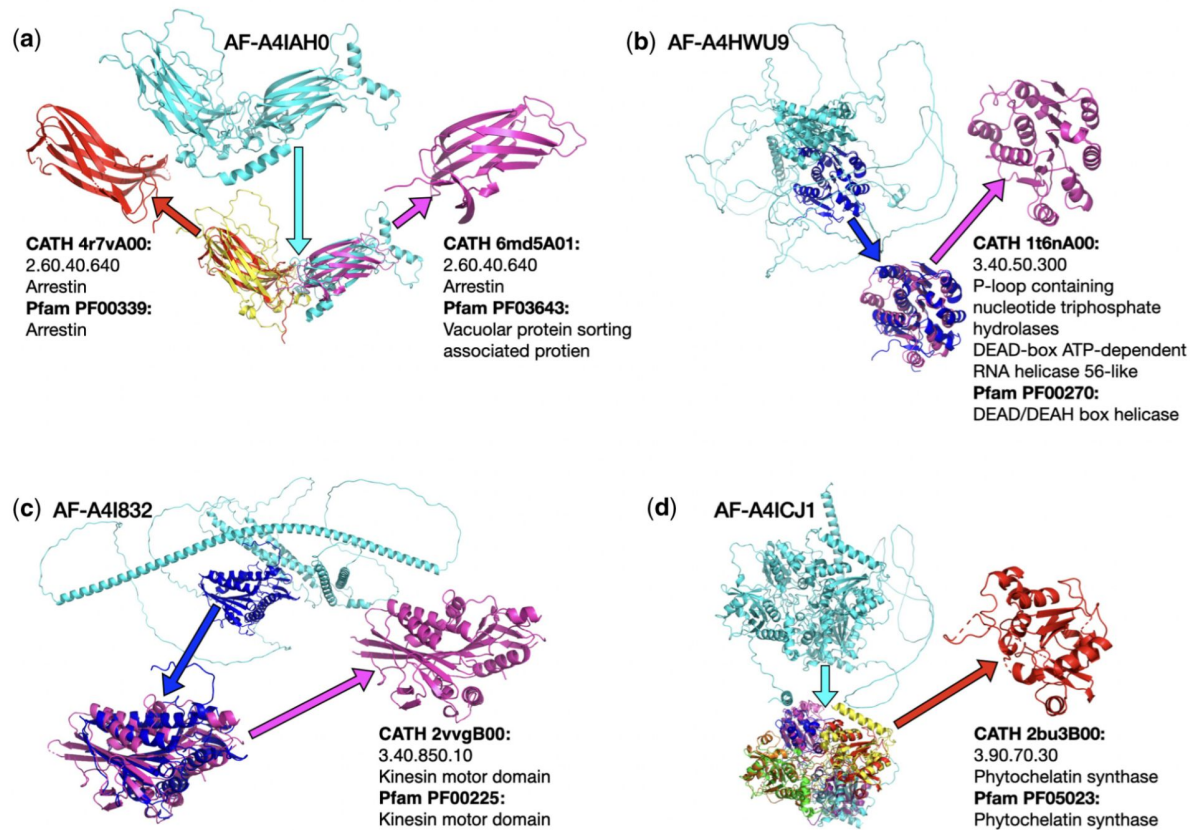 (a)
AF-A4IAH0
CATH 4r7vA00:
2.60.40.640
Arrestin
Pfam PF00339:
Arrestin
CATH 6md5A01:
2.60.40.640
Arrestin
Pfam PF03643:
Vacuolar protein sorting
associated protien
(b) AF-A4HWU9
CATH 1t6nA00:
3.40.50.300
P-loop containing
nucleotide triphosphate
hydrolases
DEAD-box ATP-dependent
RNA helicase 56-like
Pfam PF00270:
DEAD/DEAH box helicase
(c) AF-A4I832
CATH 2vvgB00:
3.40.850.10
Kinesin motor domain
Pfam PF00225:
Kinesin motor domain
(d) AF-A4ICJ1
CATH 2bu3B00:
3.90.70.30
Phytochelatin synthase
Pfam PF05023:
Phytochelatin synthase